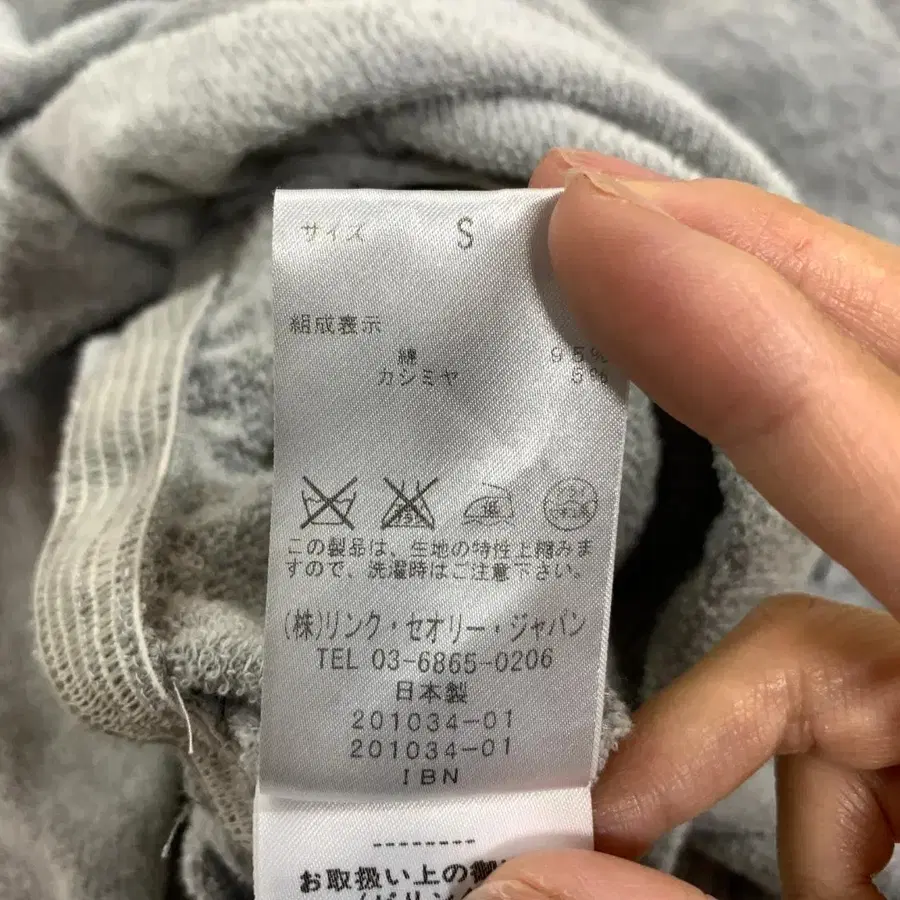 サイズ S
組成表示
綿 95%
カシミヤ 5%
この製品は、生地の特性上縮みま
すので、洗濯時はご注意下さい。
(株)リンク・セオリー・ジャパン
TEL 03-6865-0206
日本製
201034-01
201034-01
IBN
--------
お取扱い上の御